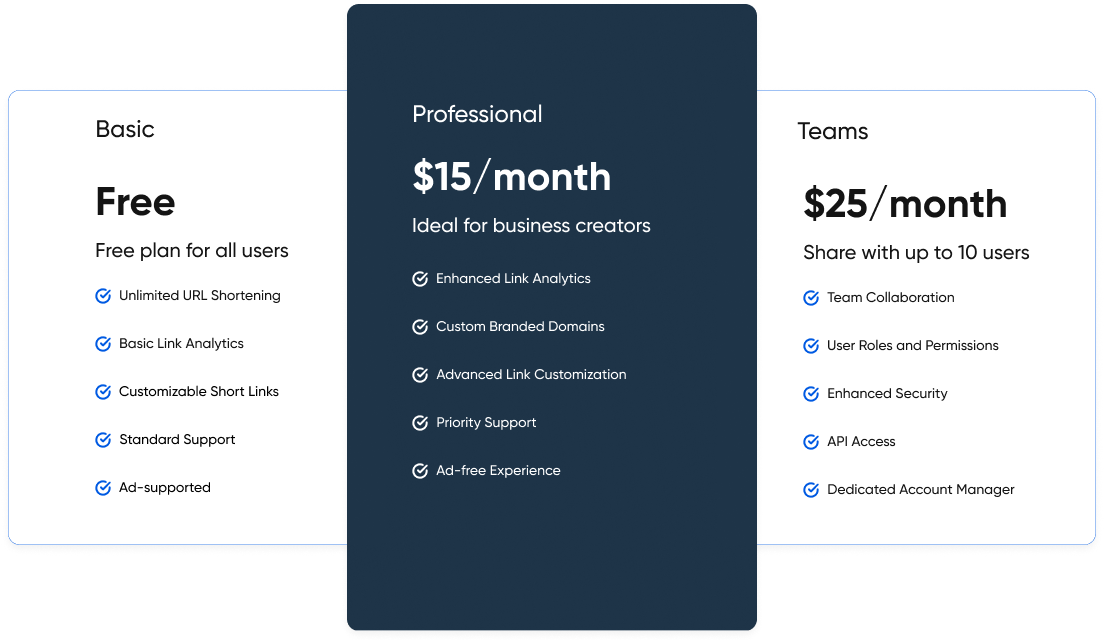 Basic
Free
Free plan for all users
Unlimited URL Shortening
Basic Link Analytics
Customizable Short Links
Standard Support
Ad-supported
Professional
$15/month
Ideal for business creators
Enhanced Link Analytics
Custom Branded Domains
Advanced Link Customization
Priority Support
Ad-free Experience
Teams
$25/month
Share with up to 10 users
Team Collaboration
User Roles and Permissions
Enhanced Security
API Access
Dedicated Account Manager